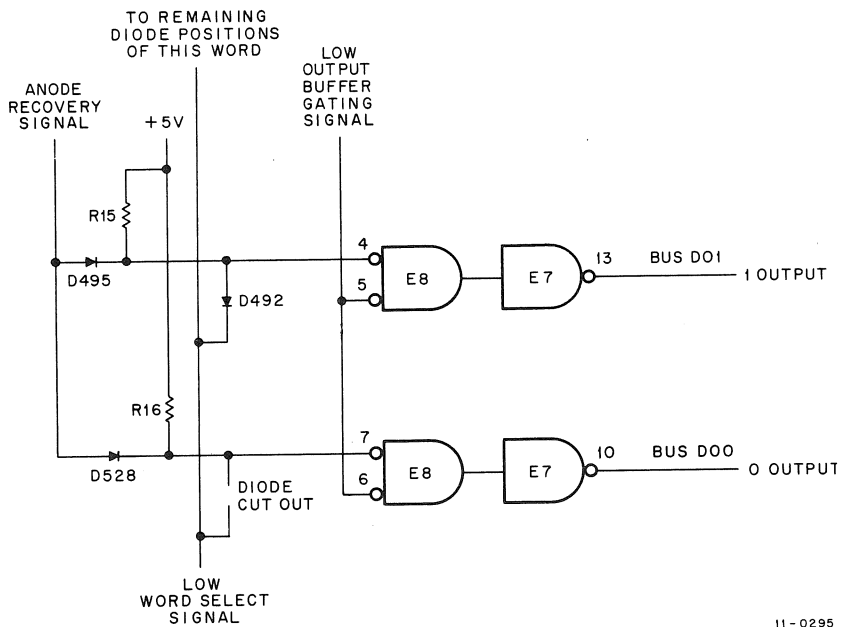 TO REMAINING
DIODE POSITIONS
OF THIS WORD
LOW
OUTPUT
BUFFER
GATING
SIGNAL
ANODE
RECOVERY
SIGNAL
+5V
R15
D495
D492
4
5
E8
E7
13
BUS D01
1 OUTPUT
R16
D528
DIODE
CUT OUT
7
6
E8
E7
10
BUS D00
0 OUTPUT
LOW
WORD SELECT
SIGNAL
11-0295